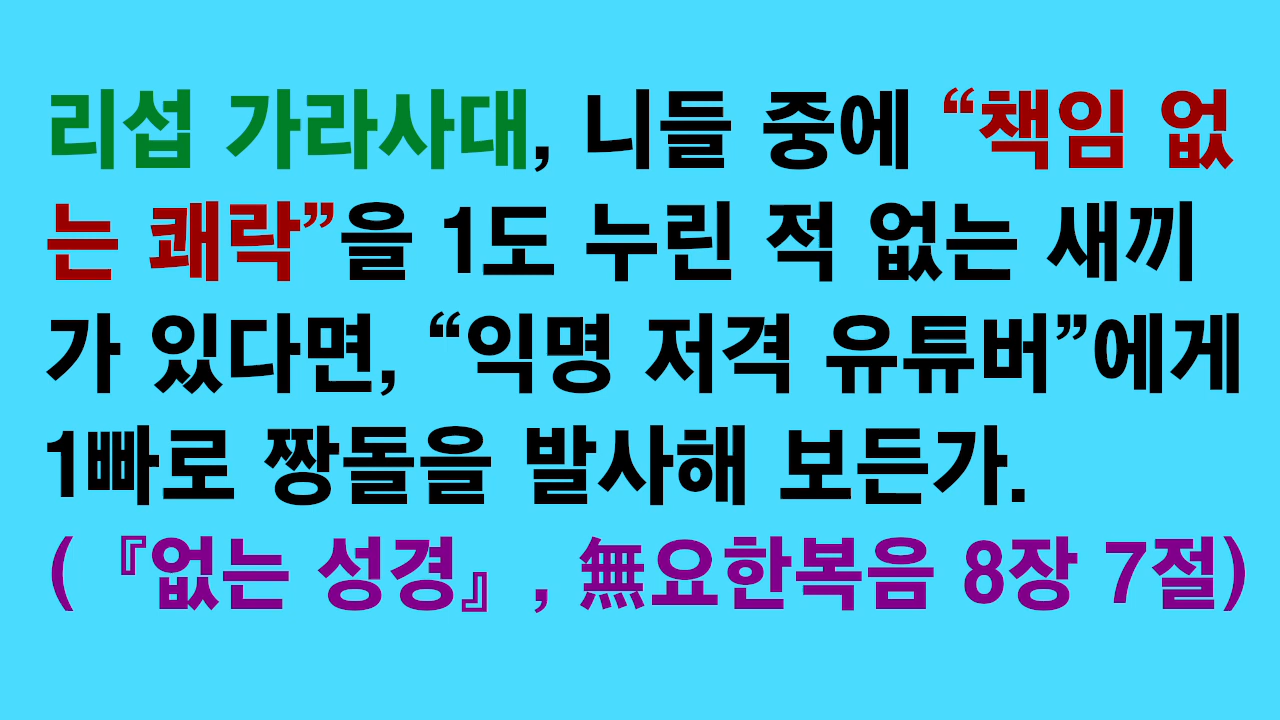 리섭 가라사대, 니들 중에 “책임 없
는 쾌락”을 1도 누린 적 없는 새끼
가 있다면, “익명 저격 유튜버”에게
1빠로 짱돌을 발사해 보든가.
(『없는 성경』, 無요한복음 8장 7절)